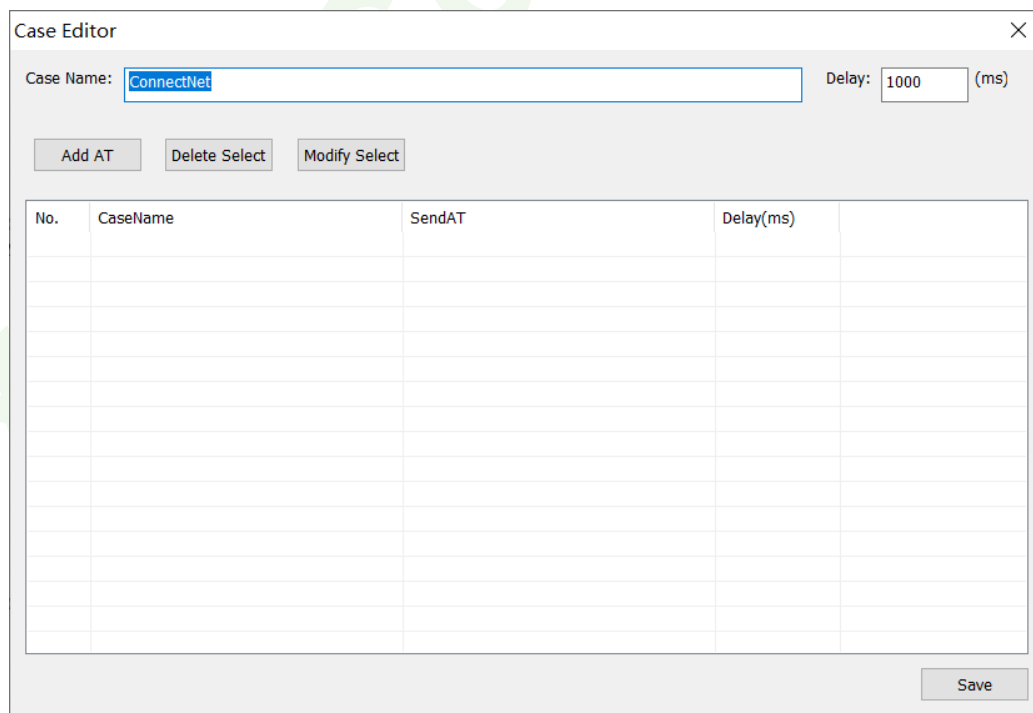 Case Editor
Case Name: ConnectNet Delay: 1000 (ms)
Add AT Delete Select Modify Select
No. CaseName SendAT Delay(ms)
Save